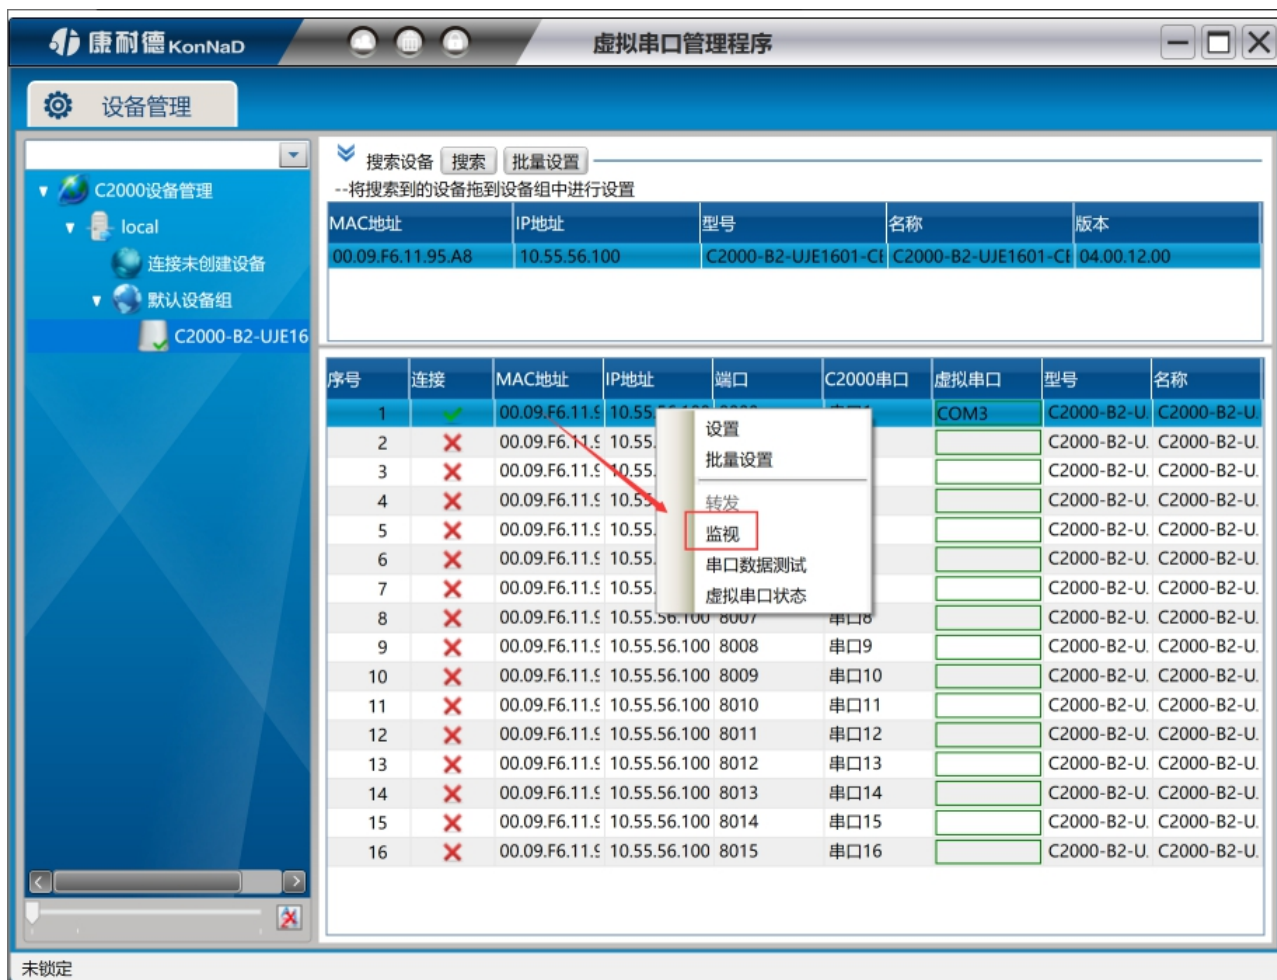 康耐德 KonNaD
虚拟串口管理程序
设备管理
搜索设备 搜索 批量设置
--将搜索到的设备拖到设备组中进行设置
C2000设备管理
local
连接未创建设备
默认设备组
C2000-B2-UJE16
MAC地址 IP地址 型号 名称 版本
00.09.F6.11.95.A8 10.55.56.100 C2000-B2-UJE1601-CE C2000-B2-UJE1601-CE 04.00.12.00
序号 连接 MAC地址 IP地址 端口 C2000串口 虚拟串口 型号 名称
1 00.09.F6.11.9 10.55. COM3 C2000-B2-U. C2000-B2-U.
2 00.09.F6.11.9 10.55. C2000-B2-U. C2000-B2-U.
3 00.09.F6.11.9 10.55. C2000-B2-U. C2000-B2-U.
4 00.09.F6.11.9 10.55. C2000-B2-U. C2000-B2-U.
5 00.09.F6.11.9 10.55. C2000-B2-U. C2000-B2-U.
6 00.09.F6.11.9 10.55. C2000-B2-U. C2000-B2-U.
7 00.09.F6.11.9 10.55. C2000-B2-U. C2000-B2-U.
8 00.09.F6.11.9 10.55.56.100 8007 串口8 C2000-B2-U. C2000-B2-U.
9 00.09.F6.11.9 10.55.56.100 8008 串口9 C2000-B2-U. C2000-B2-U.
10 00.09.F6.11.9 10.55.56.100 8009 串口10 C2000-B2-U. C2000-B2-U.
11 00.09.F6.11.9 10.55.56.100 8010 串口11 C2000-B2-U. C2000-B2-U.
12 00.09.F6.11.9 10.55.56.100 8011 串口12 C2000-B2-U. C2000-B2-U.
13 00.09.F6.11.9 10.55.56.100 8012 串口13 C2000-B2-U. C2000-B2-U.
14 00.09.F6.11.9 10.55.56.100 8013 串口14 C2000-B2-U. C2000-B2-U.
15 00.09.F6.11.9 10.55.56.100 8014 串口15 C2000-B2-U. C2000-B2-U.
16 00.09.F6.11.9 10.55.56.100 8015 串口16 C2000-B2-U. C2000-B2-U.
设置
批量设置
转发
监视
串口数据测试
虚拟串口状态
未锁定